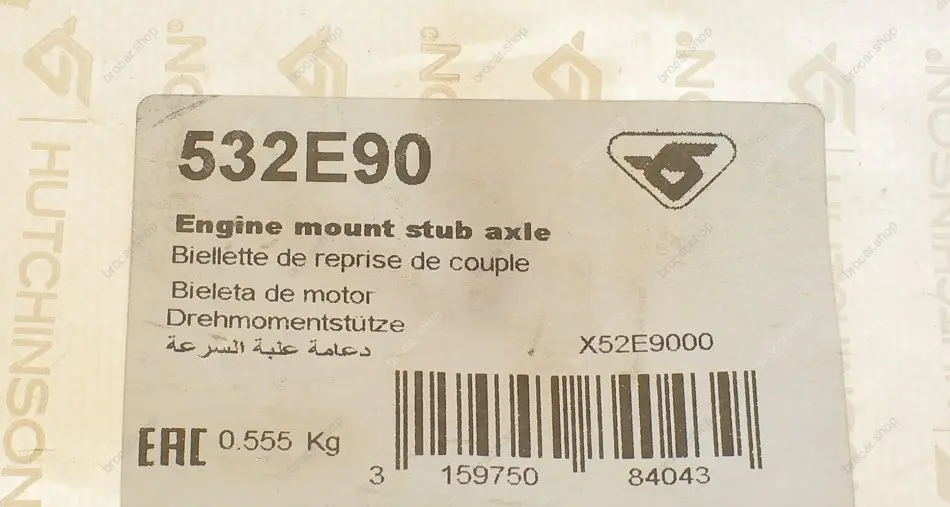 532E90
Engine mount stub axle
Biellette de reprise de couple
Bieleta de motor
Drehmomentstütze
دعامة علبة السرعة
X52E9000
EAC 0.555 Kg
3 159750 84043
HUTCHINSON
brocar.shop